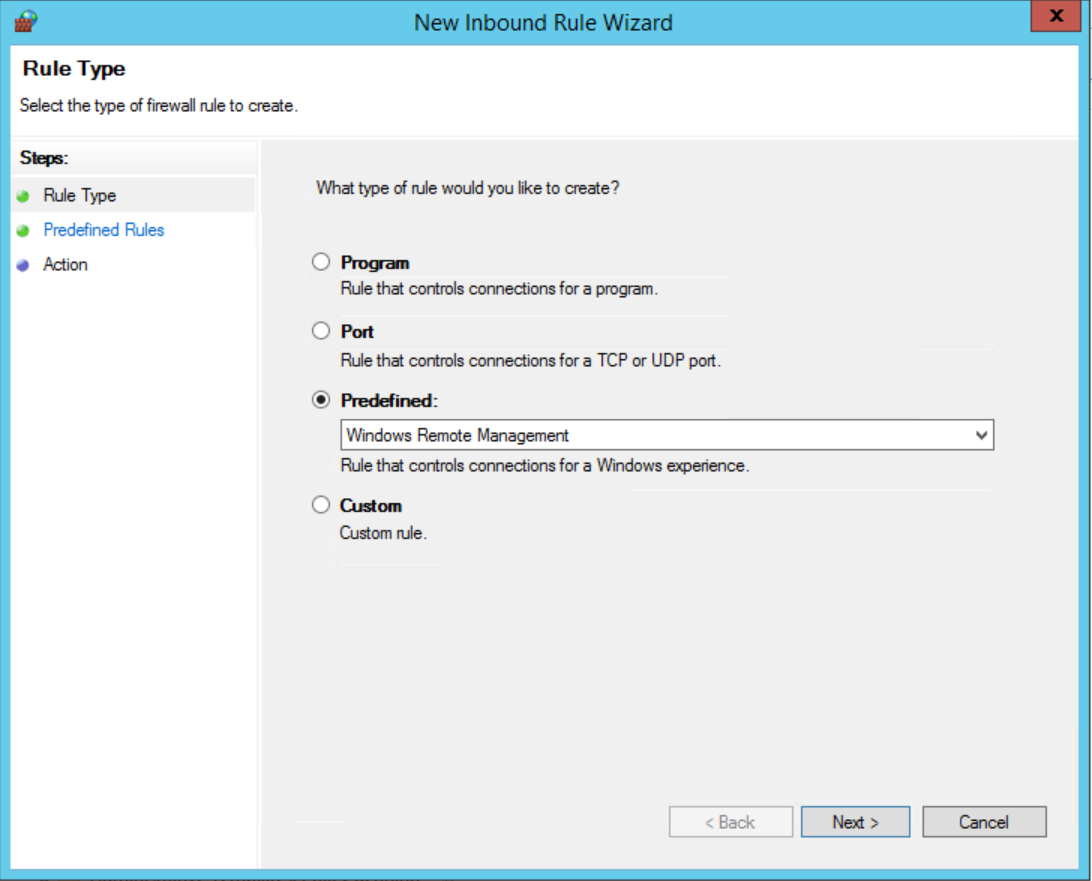 New Inbound Rule Wizard
x
Rule Type
Select the type of firewall rule to create.
Steps:
Rule Type
Predefined Rules
Action
What type of rule would you like to create?
Program
Rule that controls connections for a program.
Port
Rule that controls connections for a TCP or UDP port.
Predefined:
Windows Remote Management
Rule that controls connections for a Windows experience.
Custom
Custom rule.
< Back Next > Cancel